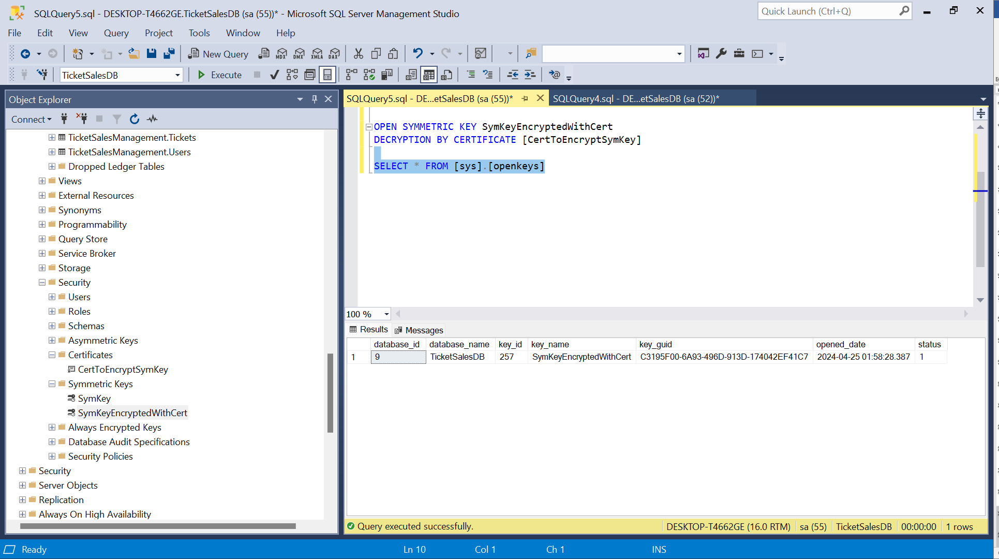 SQLQuery5.sql - DESKTOP-T4662GE.TicketSalesDB (sa (55))* - Microsoft SQL Server Management Studio
Quick Launch (Ctrl+Q)
File Edit View Query Project Tools Window Help
New Query MDX DMX XMLA DAX
TicketSalesDB
Execute
Object Explorer
Connect
TicketSalesManagement.Tickets
TicketSalesManagement.Users
Dropped Ledger Tables
Views
External Resources
Synonyms
Programmability
Query Store
Service Broker
Storage
Security
Users
Roles
Schemas
Asymmetric Keys
Certificates
CertToEncryptSymKey
Symmetric Keys
SymKey
SymKeyEncryptedWithCert
Always Encrypted Keys
Database Audit Specifications
Security Policies
Security
Server Objects
Replication
Always On High Availability
SQLQuery5.sql - DE...etSalesDB (sa (55))*
SQLQuery4.sql - DE...etSalesDB (sa (52))*
OPEN SYMMETRIC KEY SymKeyEncryptedWithCert
DECRYPTION BY CERTIFICATE [CertToEncryptSymKey]
SELECT * FROM [sys].[openkeys]
100 %
Results Messages
database_id database_name key_id key_name key_guid opened_date status
1 9 TicketSalesDB 257 SymKeyEncryptedWithCert C3195F00-6A93-496D-913D-174042EF41C7 2024-04-25 01:58:28.387 1
Query executed successfully.
DESKTOP-T4662GE (16.0 RTM) sa (55) TicketSalesDB 00:00:00 1 rows
Ready Ln 10 Col 1 Ch 1 INS